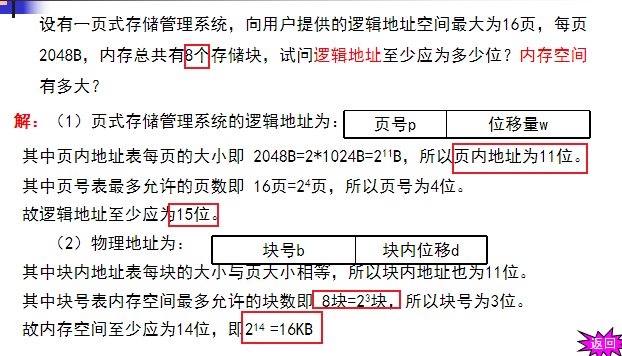 设有一页式存储管理系统，向用户提供的逻辑地址空间最大为16页，每页
2048B，内存总共有8个存储块，试问逻辑地址至少应为多少位？内存空间
有多大？
解：（1）页式存储管理系统的逻辑地址为： 页号p 位移量w
其中页内地址表每页的大小即 2048B=2*1024B=2¹¹B，所以页内地址为11位。
其中页号表最多允许的页数即 16页=2⁴页，所以页号为4位。
故逻辑地址至少应为15位。
（2）物理地址为： 块号b 块内位移d
其中块内地址表每块的大小与页大小相等，所以块内地址也为11位。
其中块号表内存空间最多允许的块数即 8块=2³块，所以块号为3位。
故内存空间至少应为14位，即2¹⁴ =16KB
返回